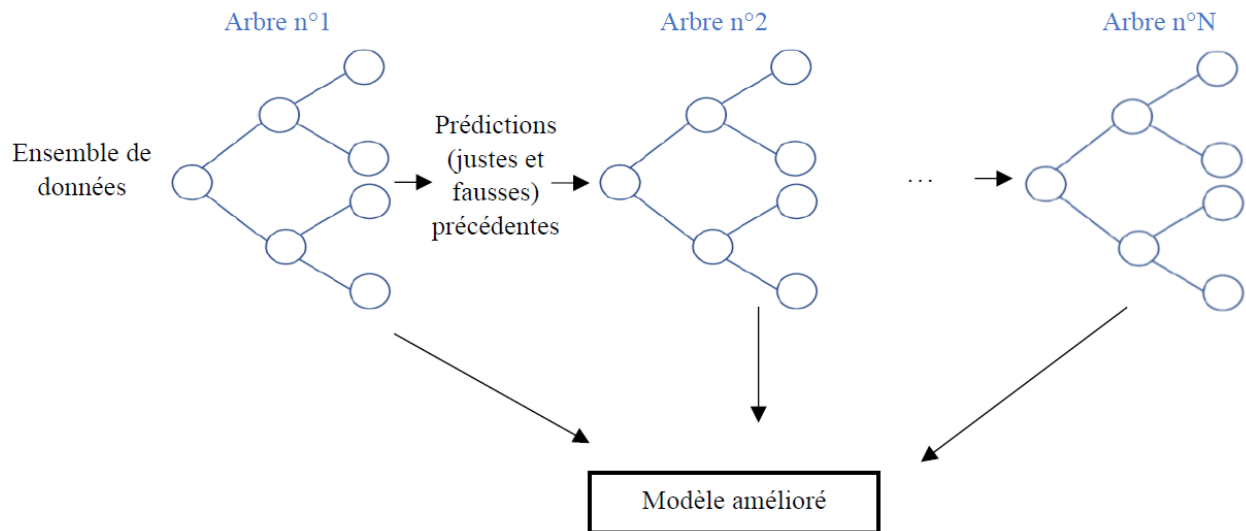 Arbre n°1
Arbre n°2
Arbre n°N
Ensemble de
données
Prédictions
(justes et
fausses)
précédentes
…
Modèle amélioré